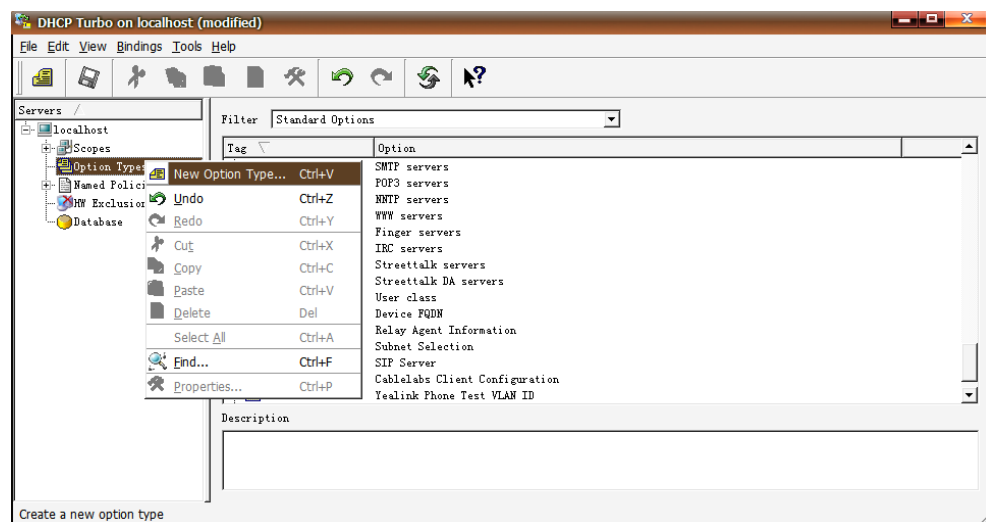 DHCP Turbo on localhost (modified)
File Edit View Bindings Tools Help
Servers
Filter Standard Options
localhost
Scopes
Option Type
Named Polici
HW Exclusion
Database
Tag Option
SMTP servers
POP3 servers
NNTP servers
WWW servers
Finger servers
IRC servers
Streettalk servers
Streettalk DA servers
User class
Device FQDN
Relay Agent Information
Subnet Selection
SIP Server
Cablelabs Client Configuration
Yealink Phone Test VLAN ID
New Option Type... Ctrl+V
Undo Ctrl+Z
Redo Ctrl+Y
Cut Ctrl+X
Copy Ctrl+C
Paste Ctrl+V
Delete Del
Select All Ctrl+A
Find... Ctrl+F
Properties... Ctrl+P
Description
Create a new option type